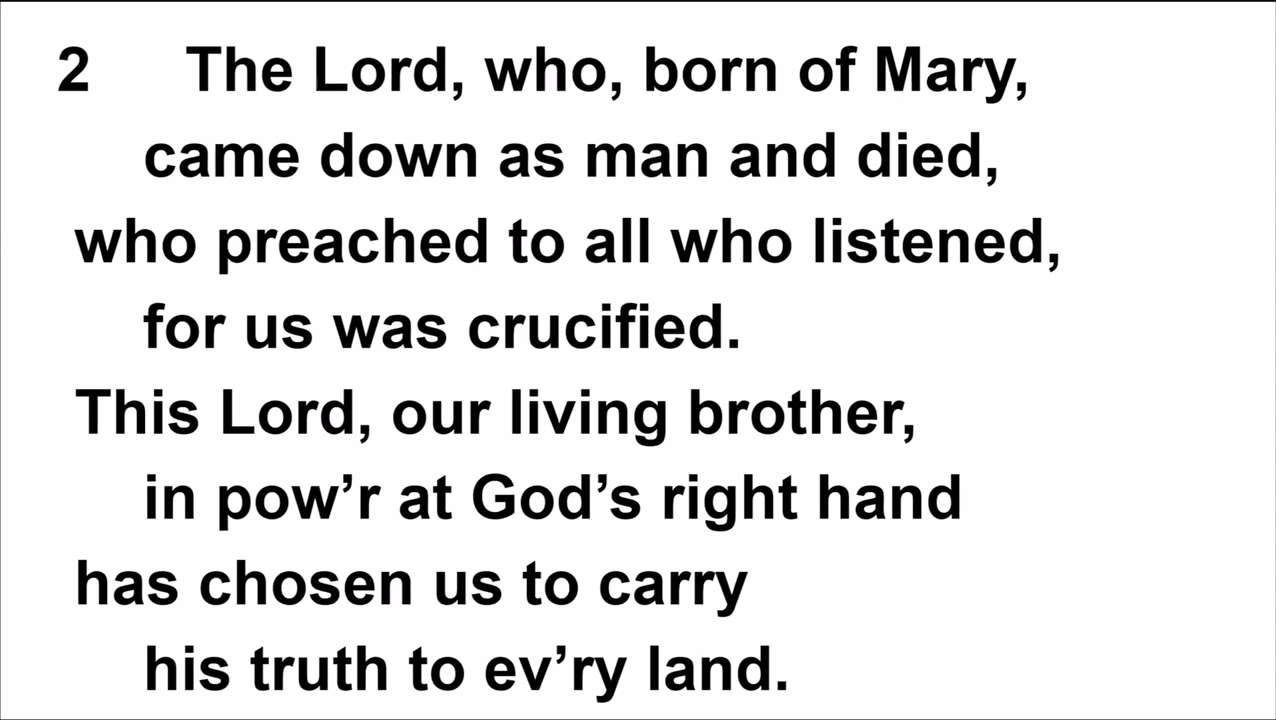 2 The Lord, who, born of Mary,
came down as man and died,
who preached to all who listened,
for us was crucified.
This Lord, our living brother,
in pow’r at God’s right hand
has chosen us to carry
his truth to ev’ry land.